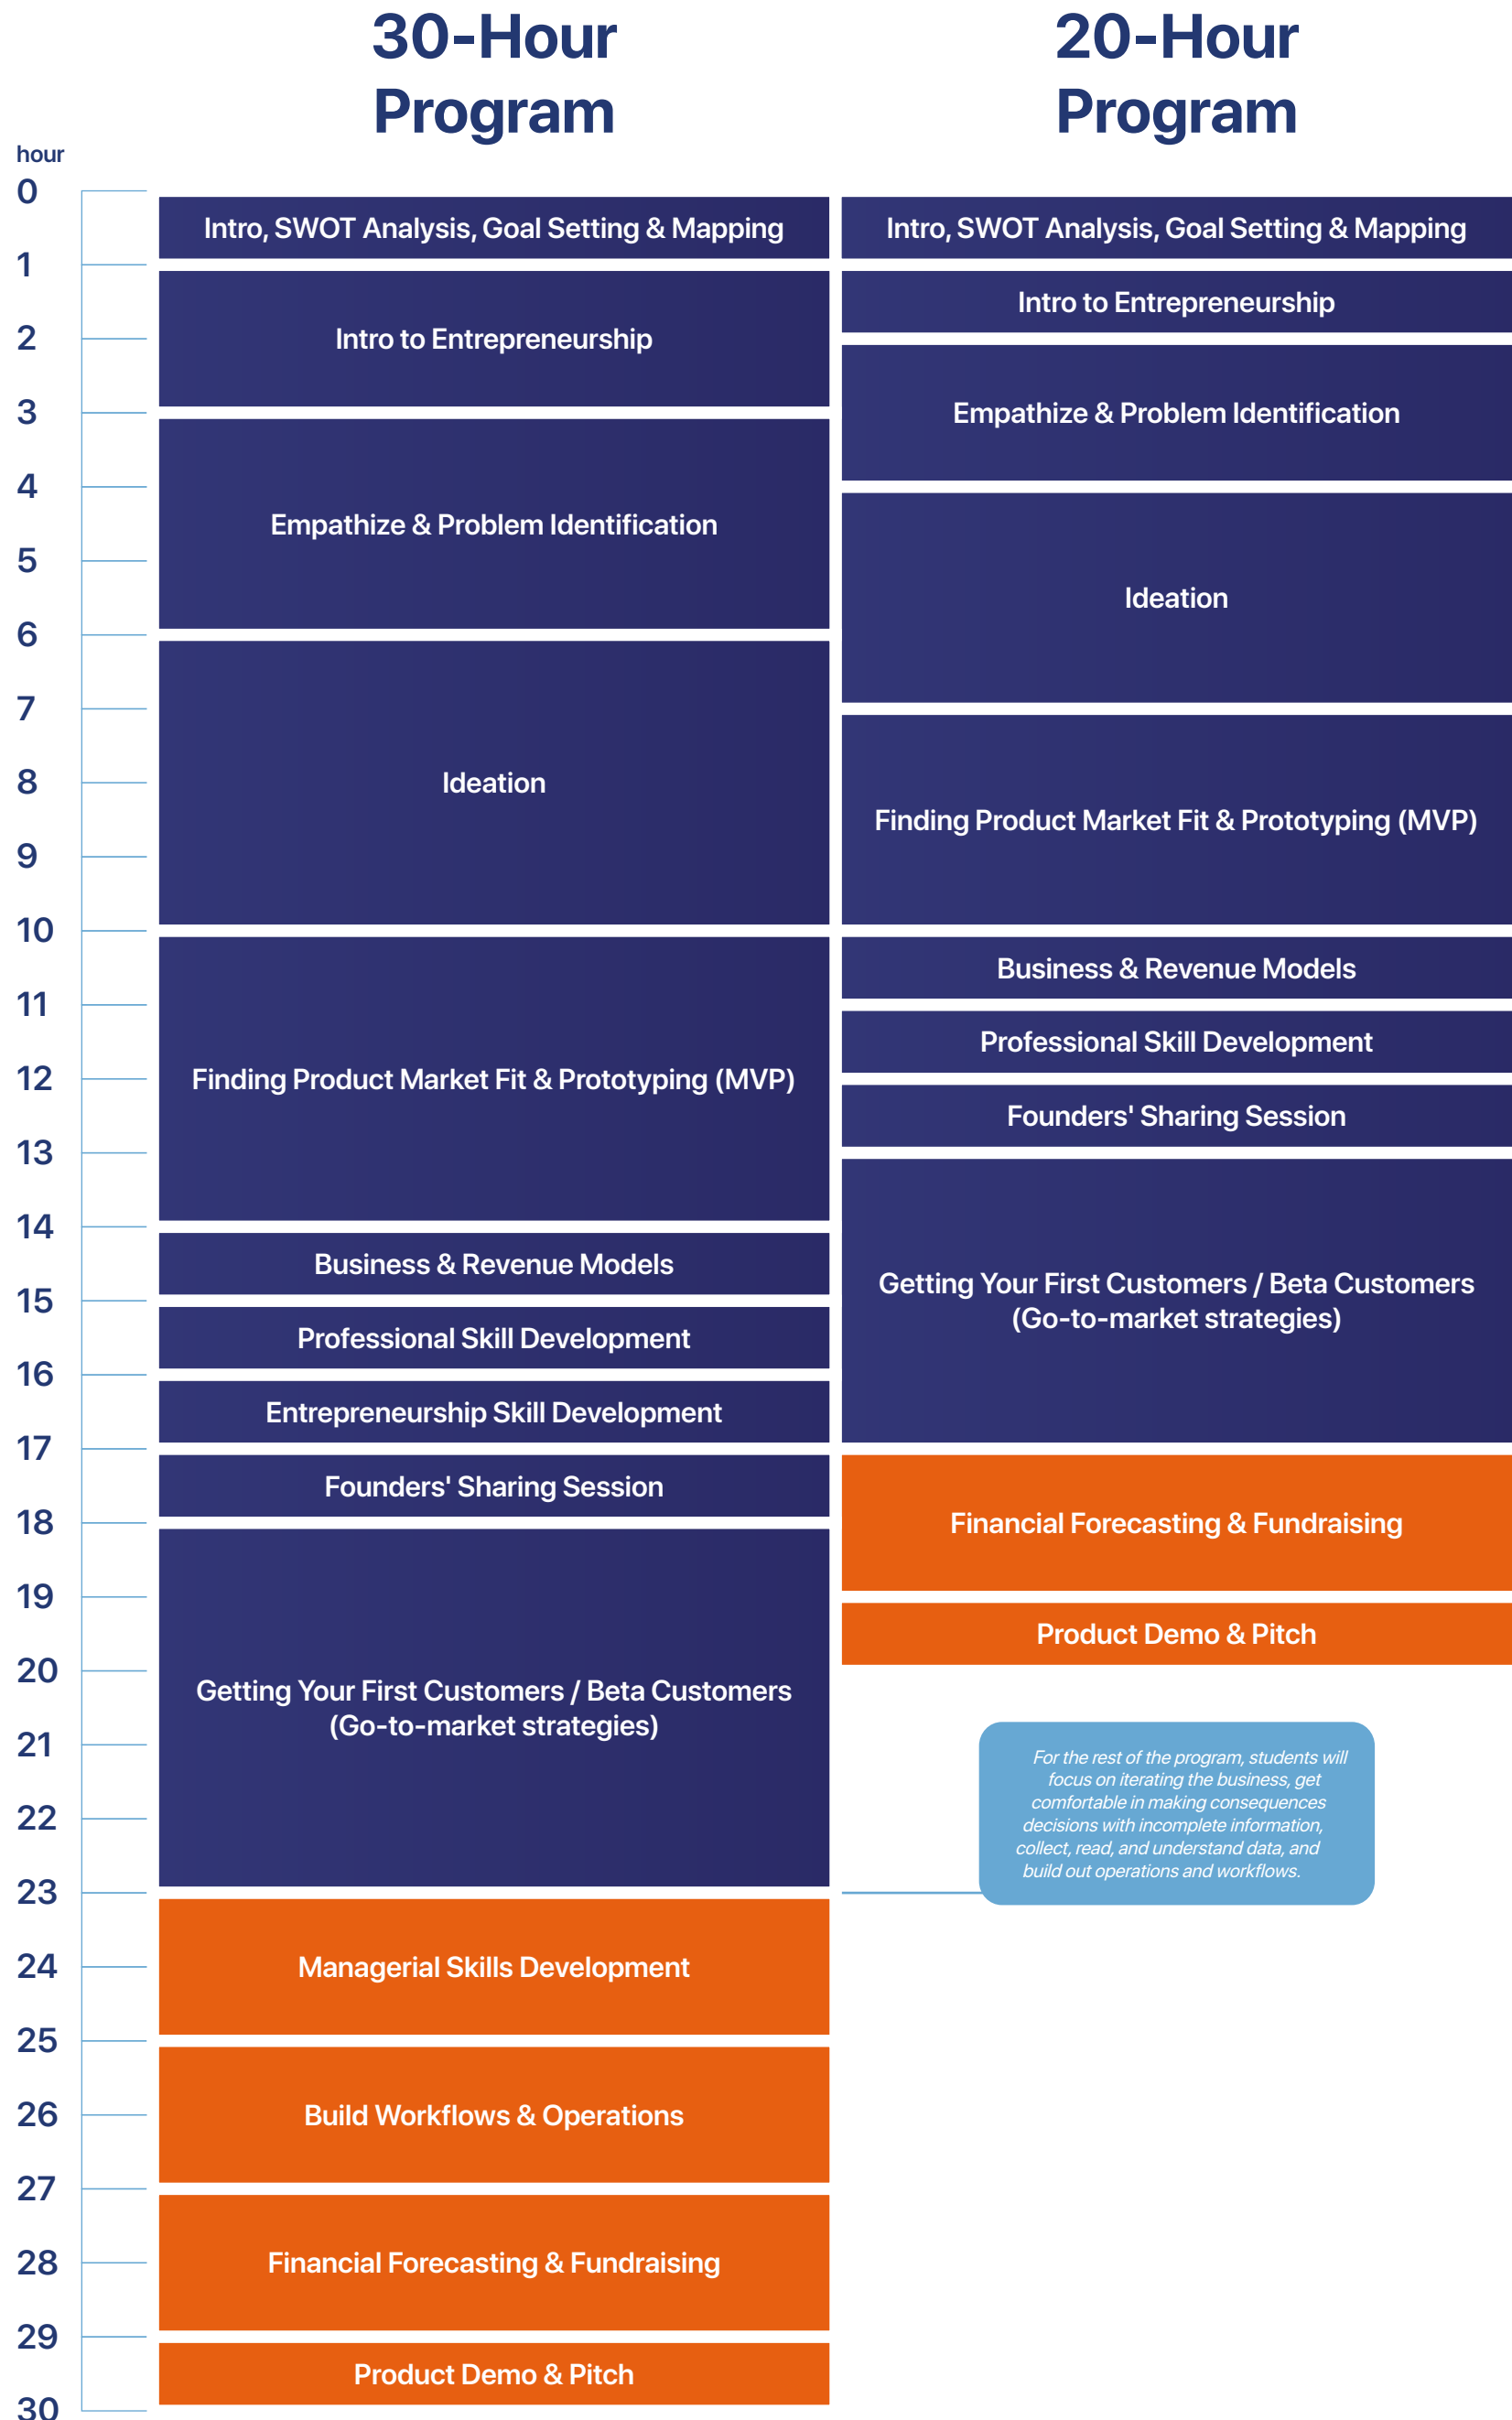 30-Hour
Program
20-Hour
Program
hour
0
1
2
3
4
5
6
7
8
9
10
11
12
13
14
15
16
17
18
19
20
21
22
23
24
25
26
27
28
29
30
Intro, SWOT Analysis, Goal Setting & Mapping
Intro to Entrepreneurship
Empathize & Problem Identification
Ideation
Finding Product Market Fit & Prototyping (MVP)
Business & Revenue Models
Professional Skill Development
Entrepreneurship Skill Development
Founders' Sharing Session
Getting Your First Customers / Beta Customers
(Go-to-market strategies)
Managerial Skills Development
Build Workflows & Operations
Financial Forecasting & Fundraising
Product Demo & Pitch
Intro, SWOT Analysis, Goal Setting & Mapping
Intro to Entrepreneurship
Empathize & Problem Identification
Ideation
Finding Product Market Fit & Prototyping (MVP)
Business & Revenue Models
Professional Skill Development
Founders' Sharing Session
Getting Your First Customers / Beta Customers
(Go-to-market strategies)
Financial Forecasting & Fundraising
Product Demo & Pitch
For the rest of the program, students will
focus on iterating the business, get
comfortable in making consequences
decisions with incomplete information,
collect, read, and understand data, and
build out operations and workflows.